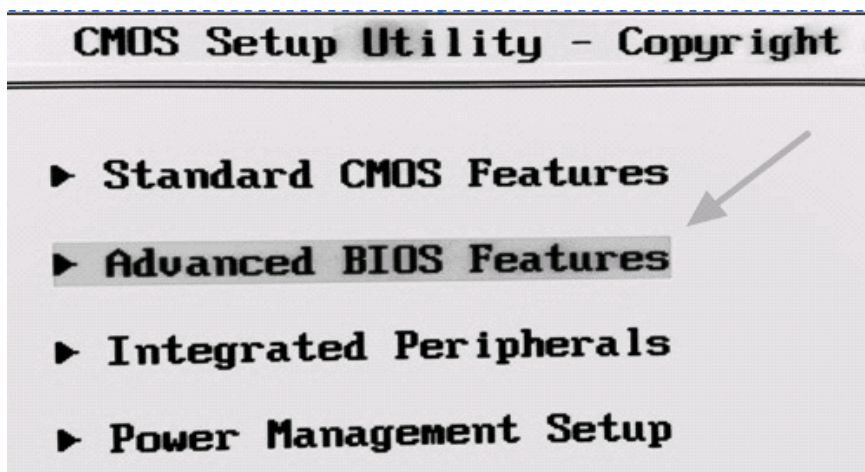 CMOS Setup Utility - Copyright
▶ Standard CMOS Features
▶ Advanced BIOS Features
▶ Integrated Peripherals
▶ Power Management Setup